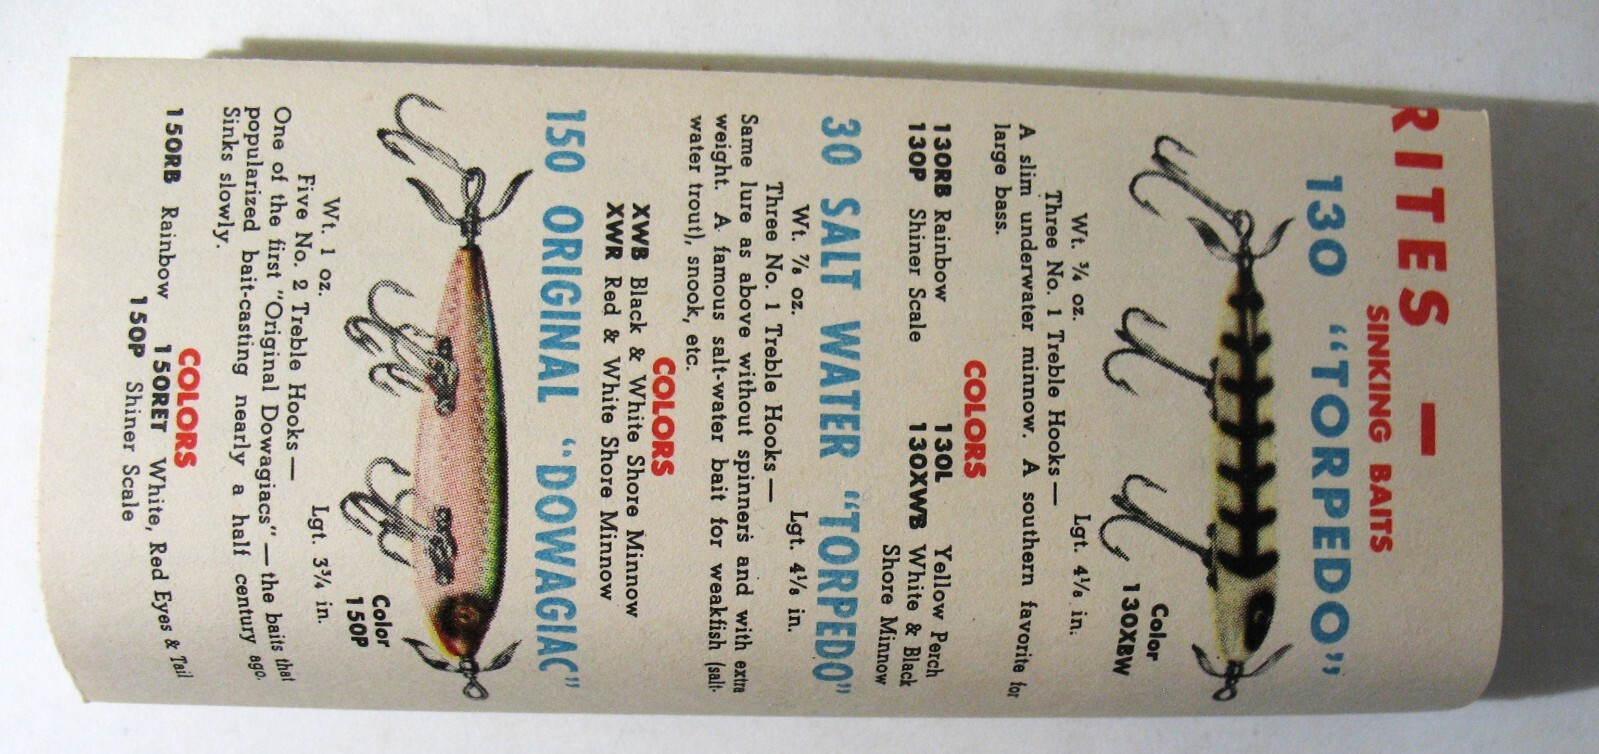 RITES —
SINKING BAITS
130 "TORPEDO"
Color
130XBW
Wt. ¾ oz. Lgt. 4⅛ in.
Three No. 1 Treble Hooks—
A slim underwater minnow. A southern favorite for
large bass.
COLORS
130RB Rainbow 130L Yellow Perch
130P Shiner Scale 130XWB White & Black
Shore Minnow
30 SALT WATER "TORPEDO"
Wt. ⅞ oz. Lgt. 4⅛ in.
Three No. 1 Treble Hooks—
Same lure as above without spinners and with extra
weight. A famous salt-water bait for weakfish (salt-
water trout), snook, etc.
COLORS
XWB Black & White Shore Minnow
XWR Red & White Shore Minnow
150 ORIGINAL "DOWAGIAC"
Color
150P
Wt. 1 oz. Lgt. 3¾ in.
Five No. 2 Treble Hooks—
One of the first "Original Dowagiacs"—the baits that
popularized bait-casting nearly a half century ago.
Sinks slowly.
COLORS
150RB Rainbow 150RET White, Red Eyes & Tail
150P Shiner Scale